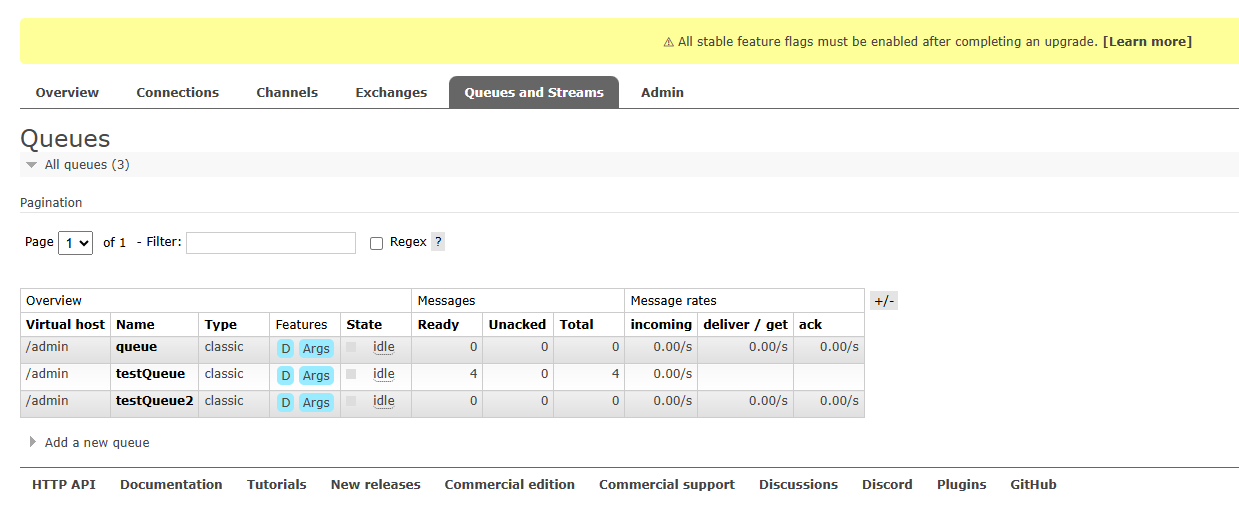 ⚠ All stable feature flags must be enabled after completing an upgrade. [Learn more]
Overview Connections Channels Exchanges Queues and Streams Admin
Queues
All queues (3)
Pagination
Page 1 of 1 - Filter: Regex ?
Overview Messages Message rates +/-
Virtual host Name Type Features State Ready Unacked Total incoming deliver / get ack
/admin queue classic D Args idle 0 0 0 0.00/s 0.00/s 0.00/s
/admin testQueue classic D Args idle 4 0 4 0.00/s
/admin testQueue2 classic D Args idle 0 0 0 0.00/s 0.00/s 0.00/s
Add a new queue
HTTP API Documentation Tutorials New releases Commercial edition Commercial support Discussions Discord Plugins GitHub